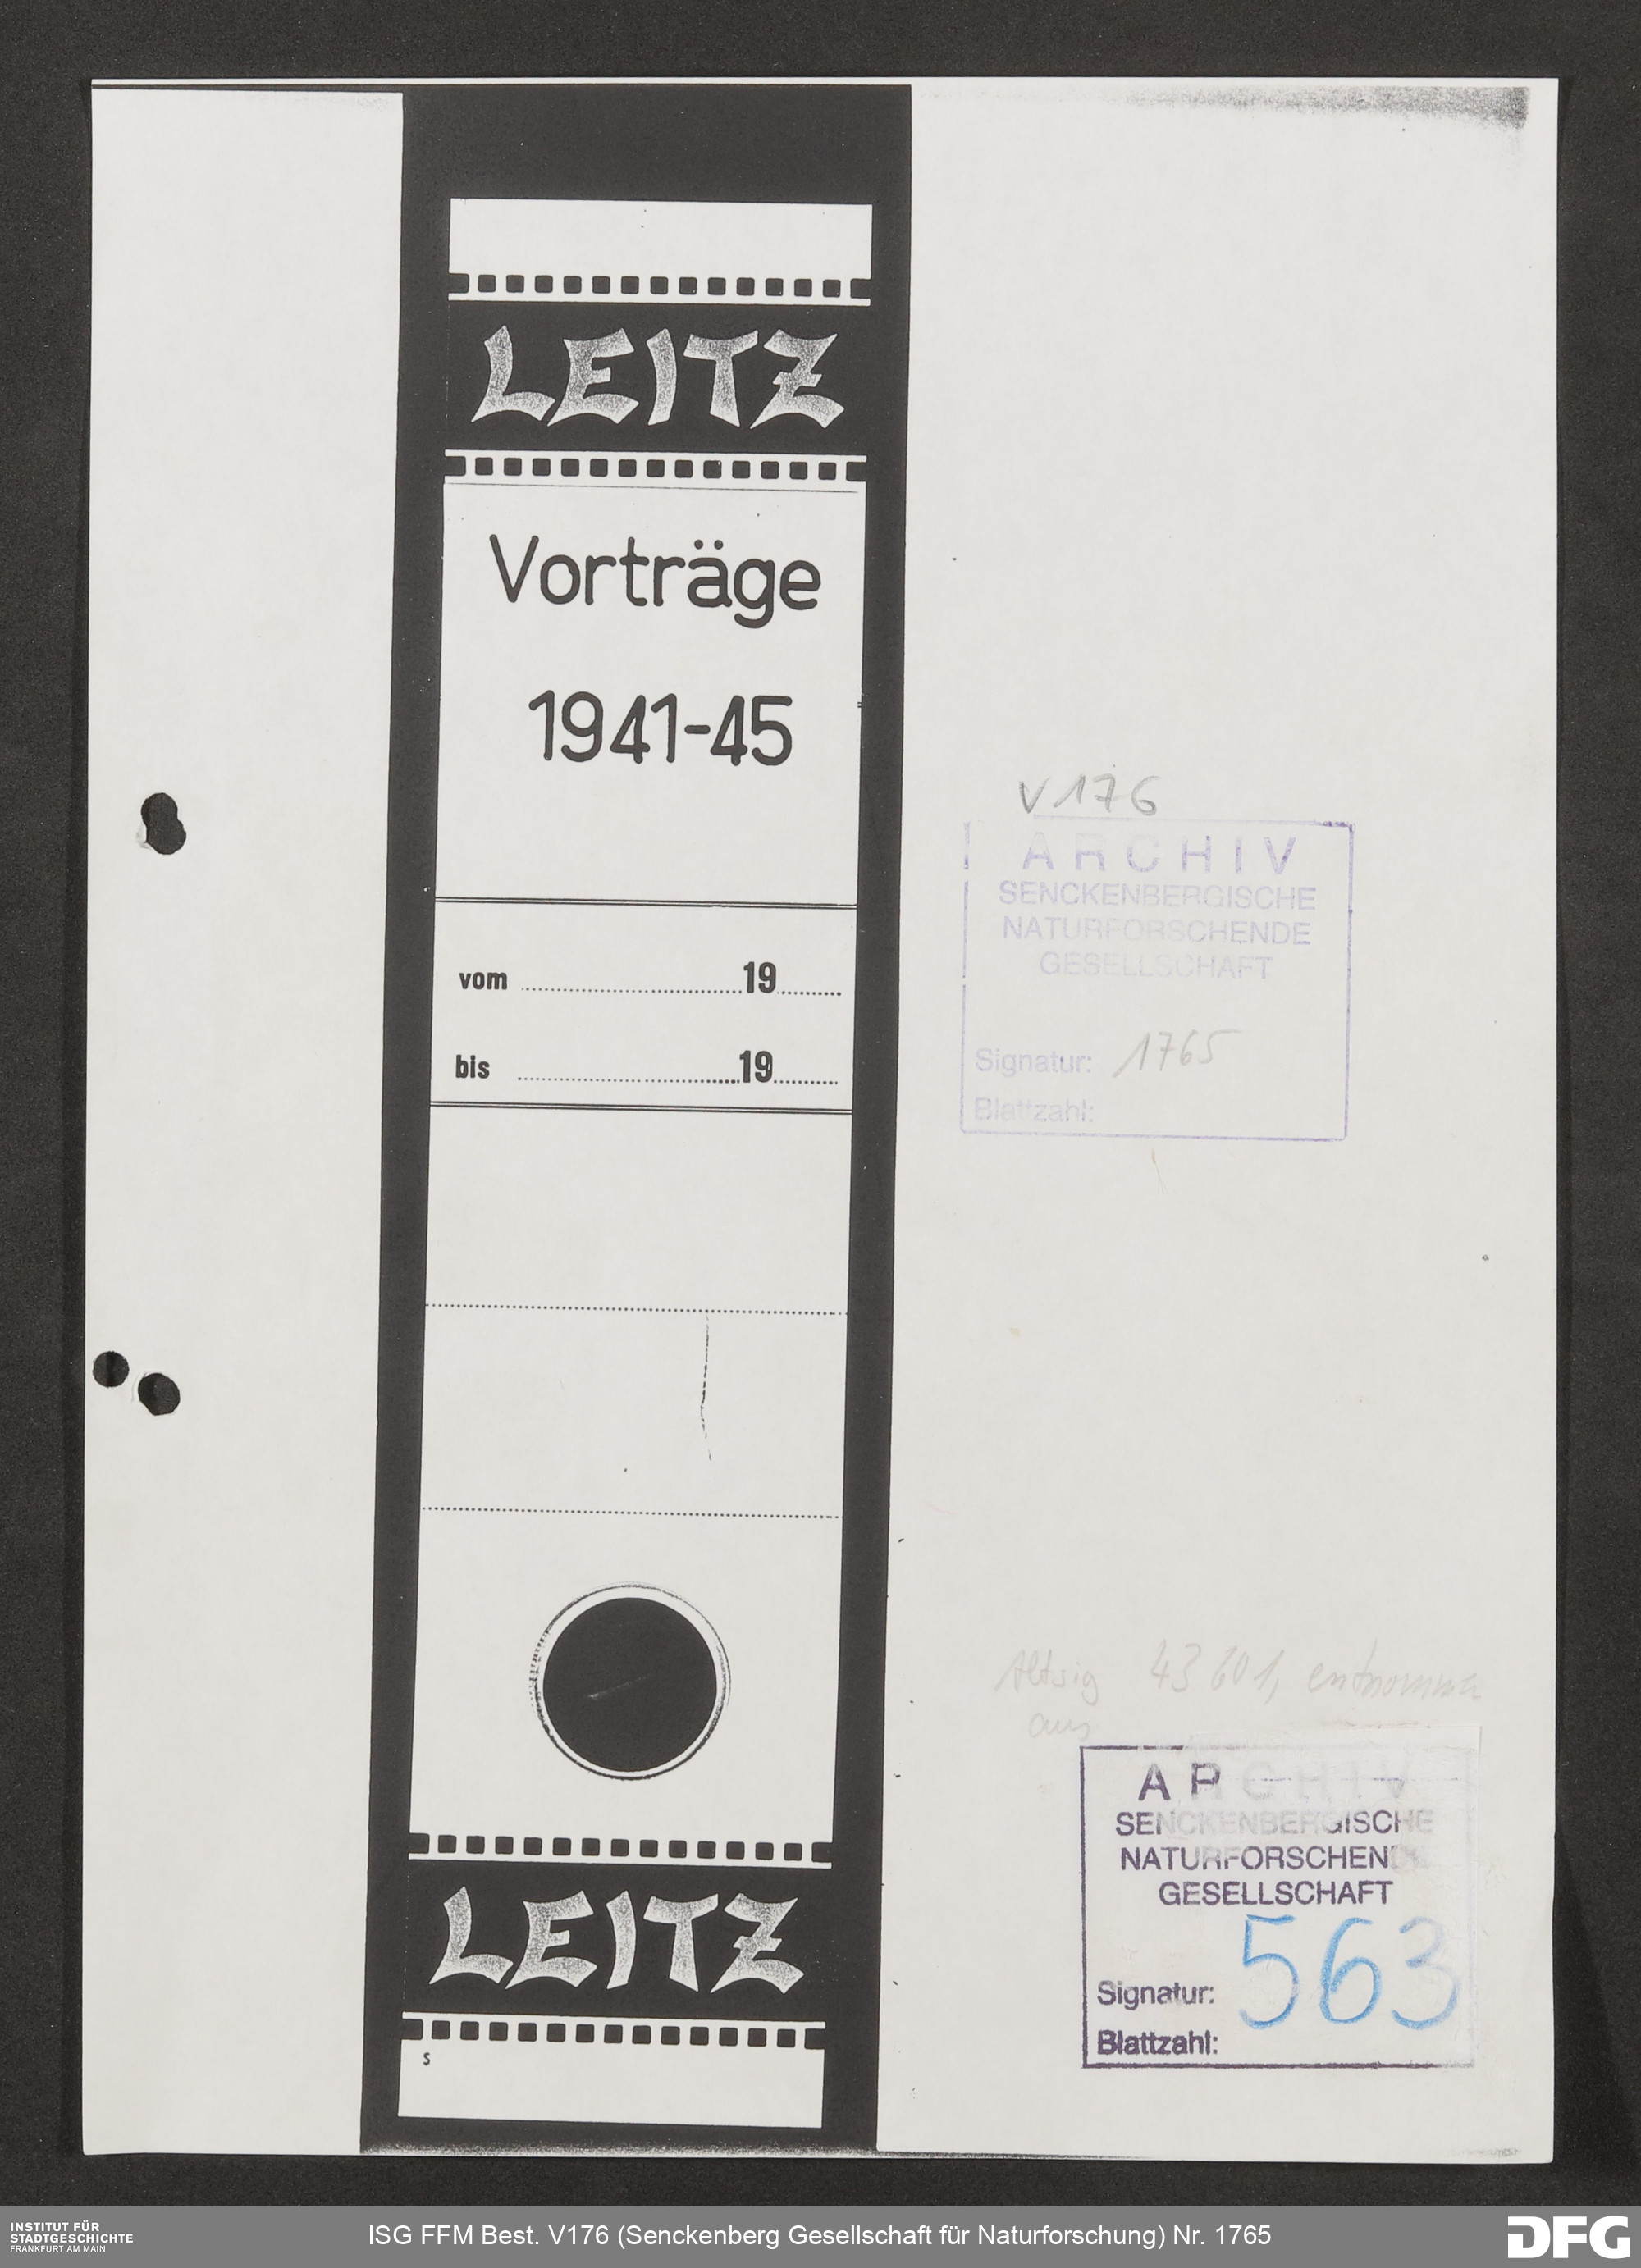 LEITZ
Vorträge
1941-45
vom 19
bis 19
LEITZ
S
V 176
ARCHIV
SENCKENBERGISCHE
NATURFORSCHENDE
GESELLSCHAFT
Signatur: 1765
Blattzahl:
Altsig 43601, entnommen
aus
ARCHIV
SENCKENBERGISCHE
NATURFORSCHENDE
GESELLSCHAFT
Signatur: 563
Blattzahl:
INSTITUT FÜR
STADTGESCHICHTE
FRANKFURT AM MAIN
ISG FFM Best. V176 (Senckenberg Gesellschaft für Naturforschung) Nr. 1765
DFG